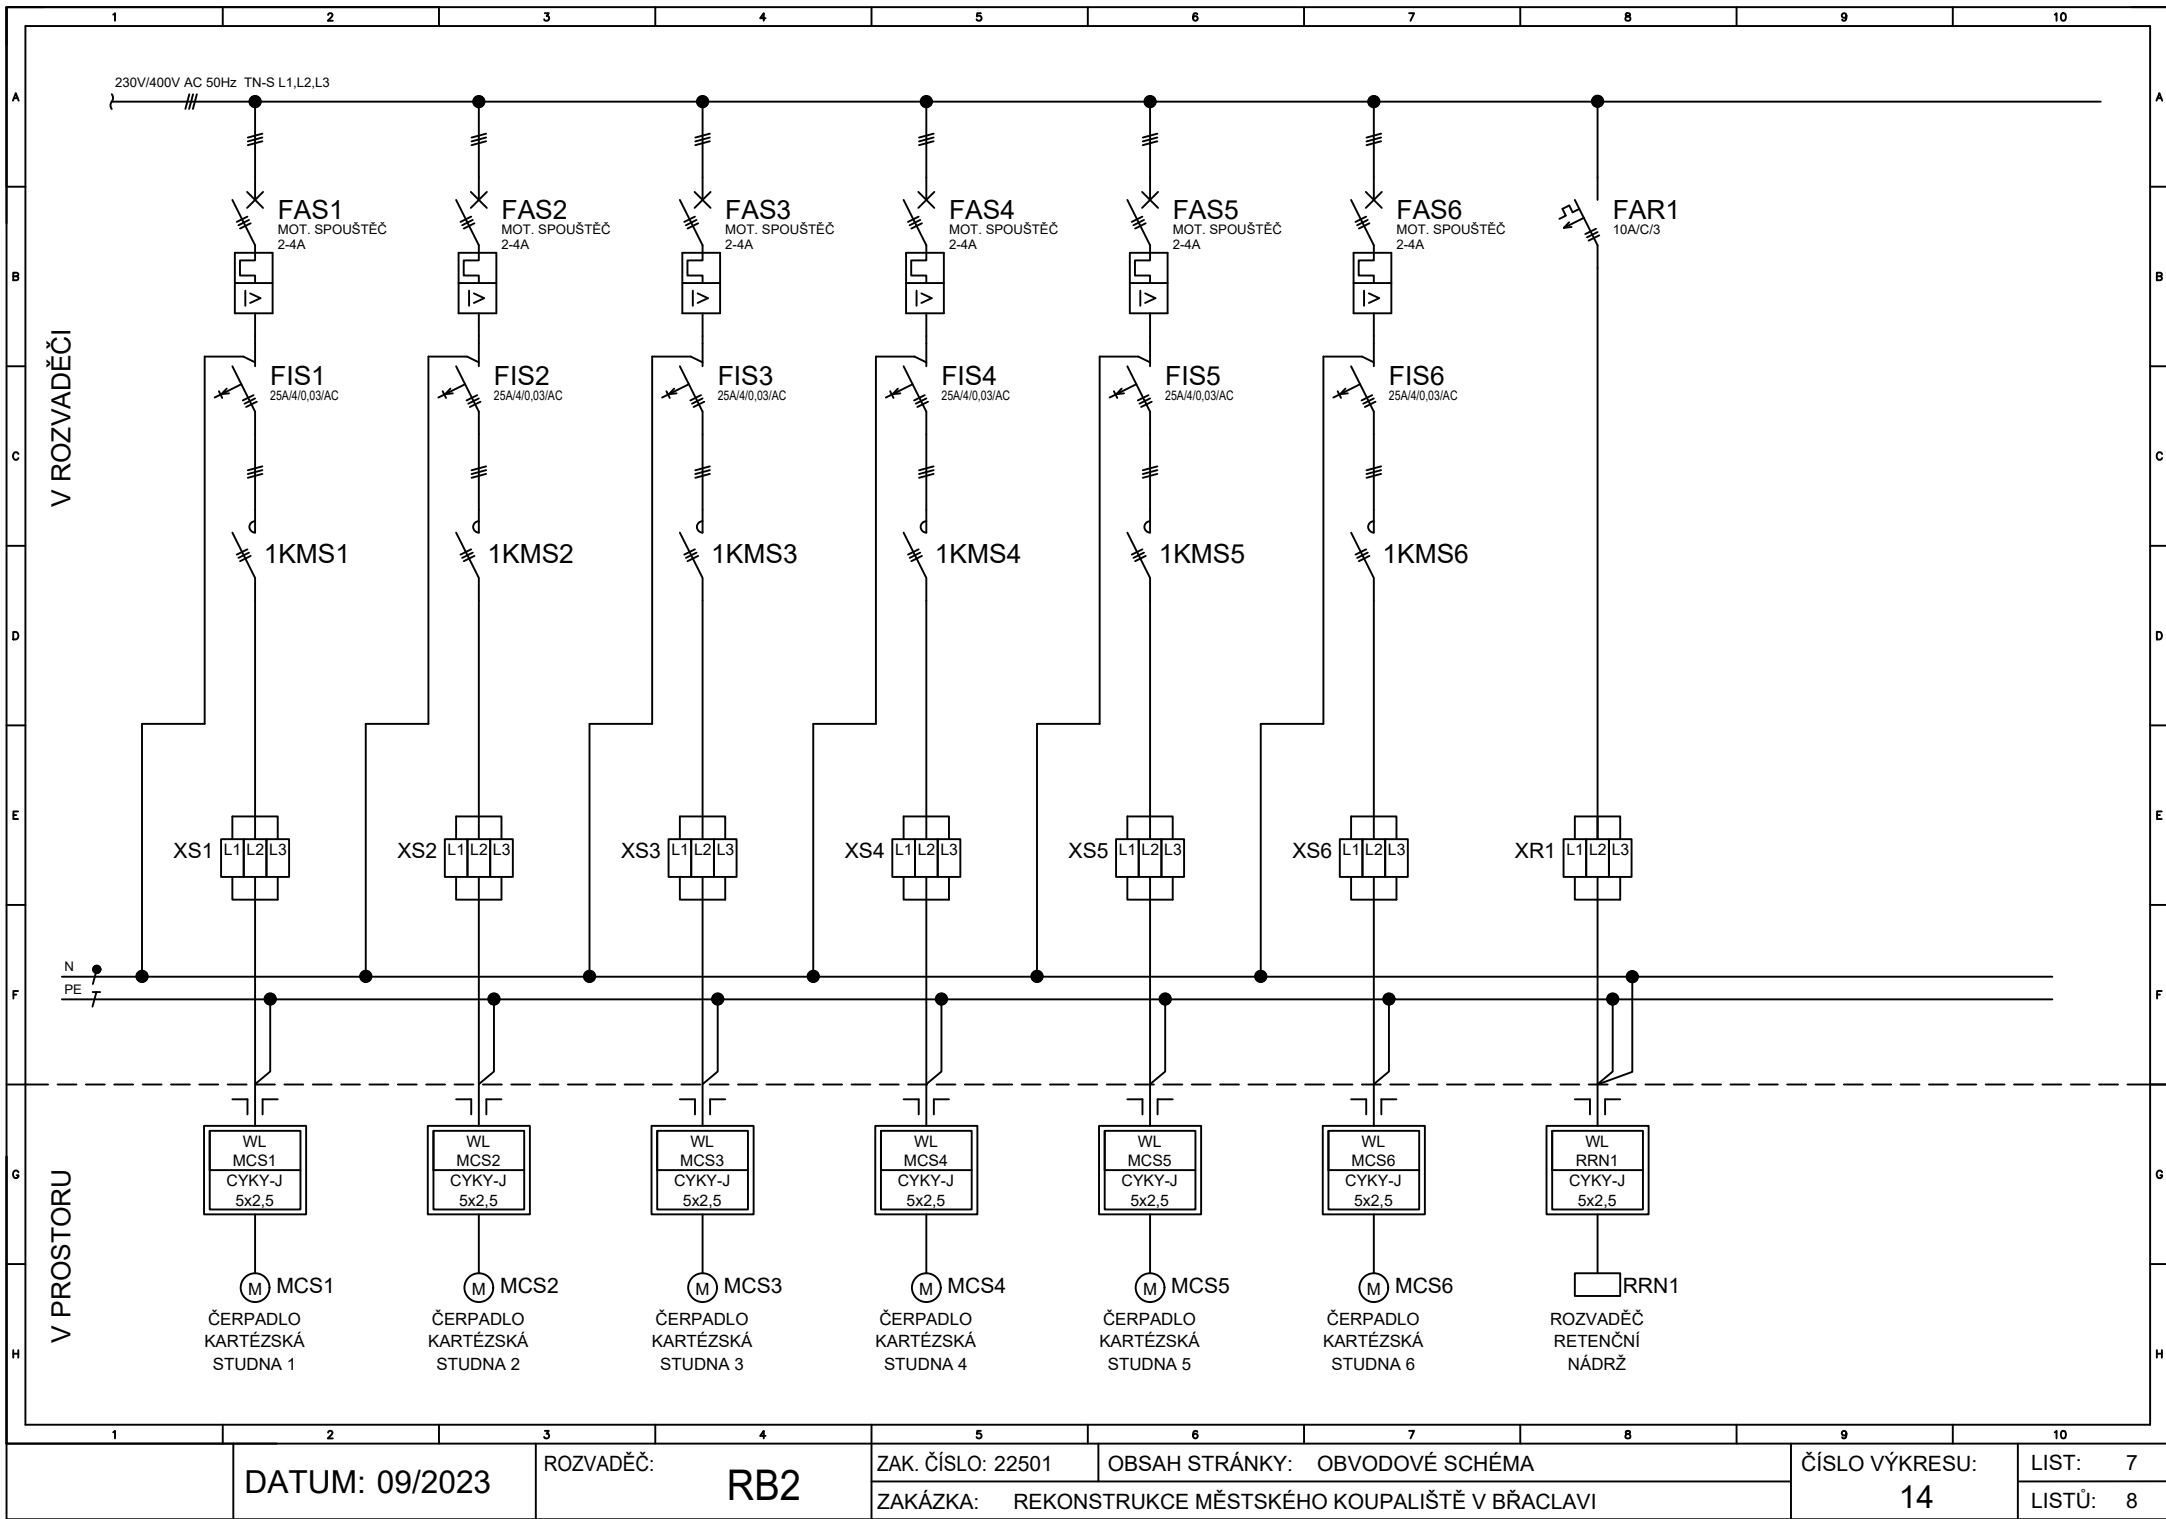 1 2 3 4 5 6 7 8 9 10
230V/400V AC 50Hz TN-S L1,L2,L3
A A
FAS1 FAS2 FAS3 FAS4 FAS5 FAS6 FAR1
MOT. SPOUŠTĚČ MOT. SPOUŠTĚČ MOT. SPOUŠTĚČ MOT. SPOUŠTĚČ MOT. SPOUŠTĚČ MOT. SPOUŠTĚČ 10A/C/3
2-4A 2-4A 2-4A 2-4A 2-4A 2-4A
B B
I> I> I> I> I> I>
V ROZVADĚČI
FIS1 FIS2 FIS3 FIS4 FIS5 FIS6
25A/4/0,03/AC 25A/4/0,03/AC 25A/4/0,03/AC 25A/4/0,03/AC 25A/4/0,03/AC 25A/4/0,03/AC
C C
1KMS1 1KMS2 1KMS3 1KMS4 1KMS5 1KMS6
D D
E E
XS1 L1 L2 L3 XS2 L1 L2 L3 XS3 L1 L2 L3 XS4 L1 L2 L3 XS5 L1 L2 L3 XS6 L1 L2 L3 XR1 L1 L2 L3
N
PE
F F
WL WL WL WL WL WL WL
MCS1 MCS2 MCS3 MCS4 MCS5 MCS6 RRN1
G G
CYKY-J CYKY-J CYKY-J CYKY-J CYKY-J CYKY-J CYKY-J
5x2,5 5x2,5 5x2,5 5x2,5 5x2,5 5x2,5 5x2,5
V PROSTORU
M MCS1 M MCS2 M MCS3 M MCS4 M MCS5 M MCS6 RRN1
ČERPADLO ČERPADLO ČERPADLO ČERPADLO ČERPADLO ČERPADLO ROZVADĚČ
KARTÉZSKÁ KARTÉZSKÁ KARTÉZSKÁ KARTÉZSKÁ KARTÉZSKÁ KARTÉZSKÁ RETENČNÍ
STUDNA 1 STUDNA 2 STUDNA 3 STUDNA 4 STUDNA 5 STUDNA 6 NÁDRŽ
H H
1 2 3 4 5 6 7 8 9 10
DATUM: 09/2023
ROZVADĚČ: RB2
ZAK. ČÍSLO: 22501
OBSAH STRÁNKY: OBVODOVÉ SCHÉMA
ZAKÁZKA: REKONSTRUKCE MĚSTSKÉHO KOUPALIŠTĚ V BŘACLAVI
ČÍSLO VÝKRESU: 14
LIST: 7
LISTŮ: 8